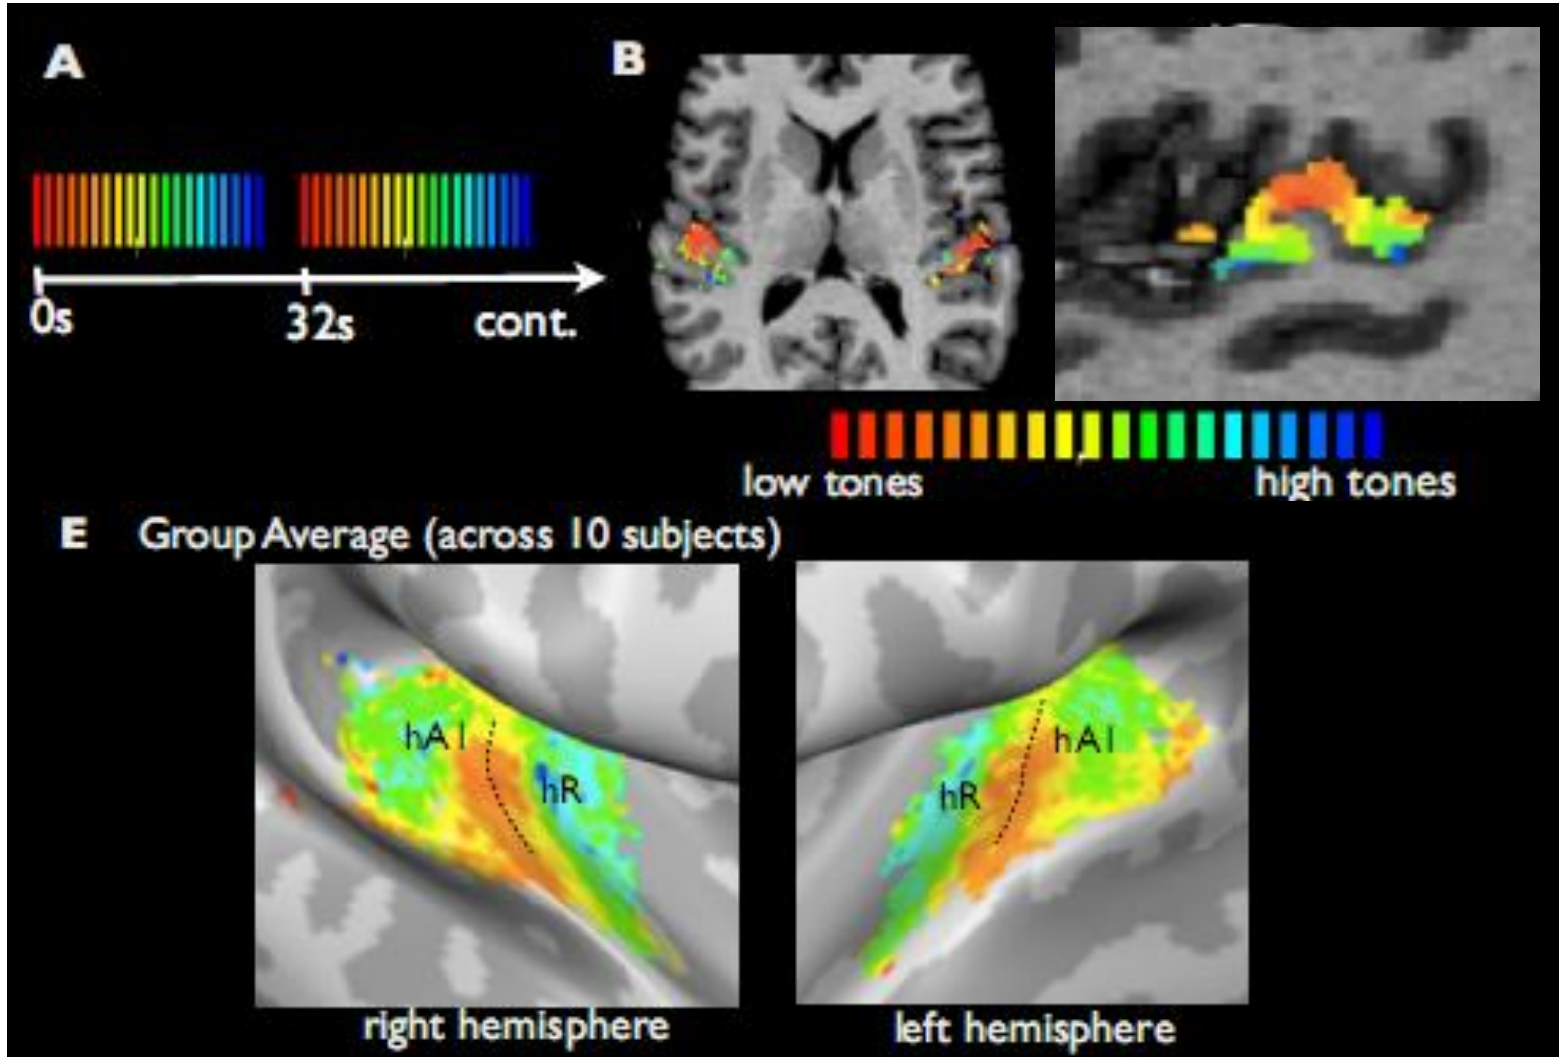 A
B
0s
32s
cont.
low tones
high tones
E Group Average (across 10 subjects)
hA1
hR
hR
hA1
right hemisphere
left hemisphere